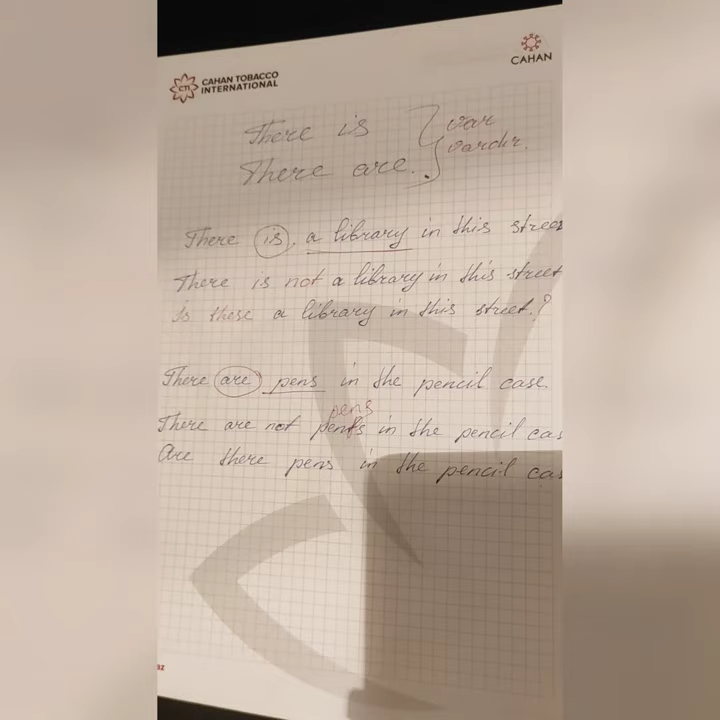 CTI
CAHAN TOBACCO
INTERNATIONAL
CAHAN
There is
There are.
var
vardır.
There is a library in this street
There is not a library in this street
Is these a library in this street?
There are pens in the pencil case.
pens
There are not in the pencil cas
Are there pens in the pencil cas